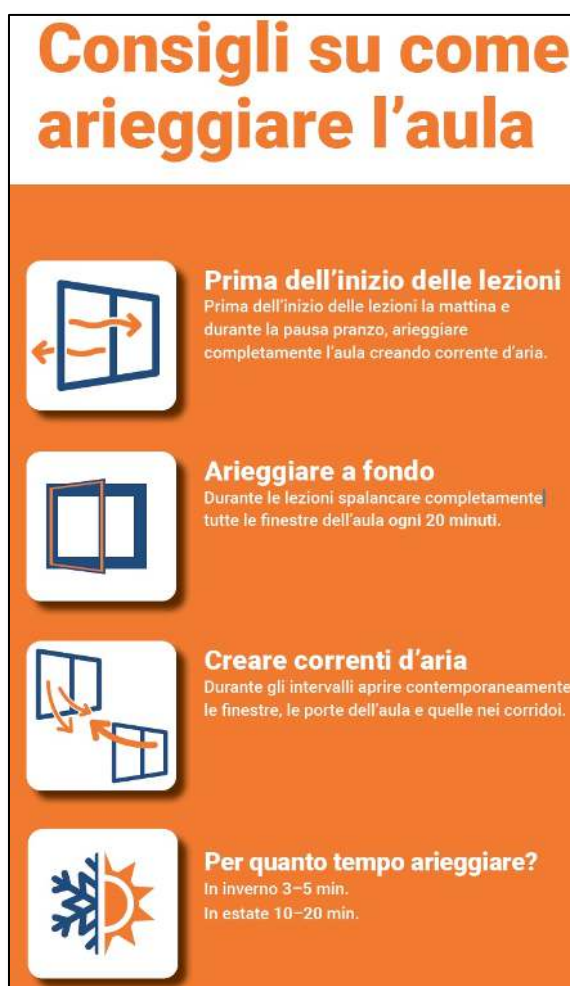 Consigli su come
arieggiare l’aula
Prima dell’inizio delle lezioni
Prima dell’inizio delle lezioni la mattina e
durante la pausa pranzo, arieggiare
completamente l’aula creando corrente d’aria.
Arieggiare a fondo
Durante le lezioni spalancare completamente
tutte le finestre dell’aula ogni 20 minuti.
Creare correnti d’aria
Durante gli intervalli aprire contemporaneamente
le finestre, le porte dell’aula e quelle nei corridoi.
Per quanto tempo arieggiare?
In inverno 3–5 min.
In estate 10–20 min.